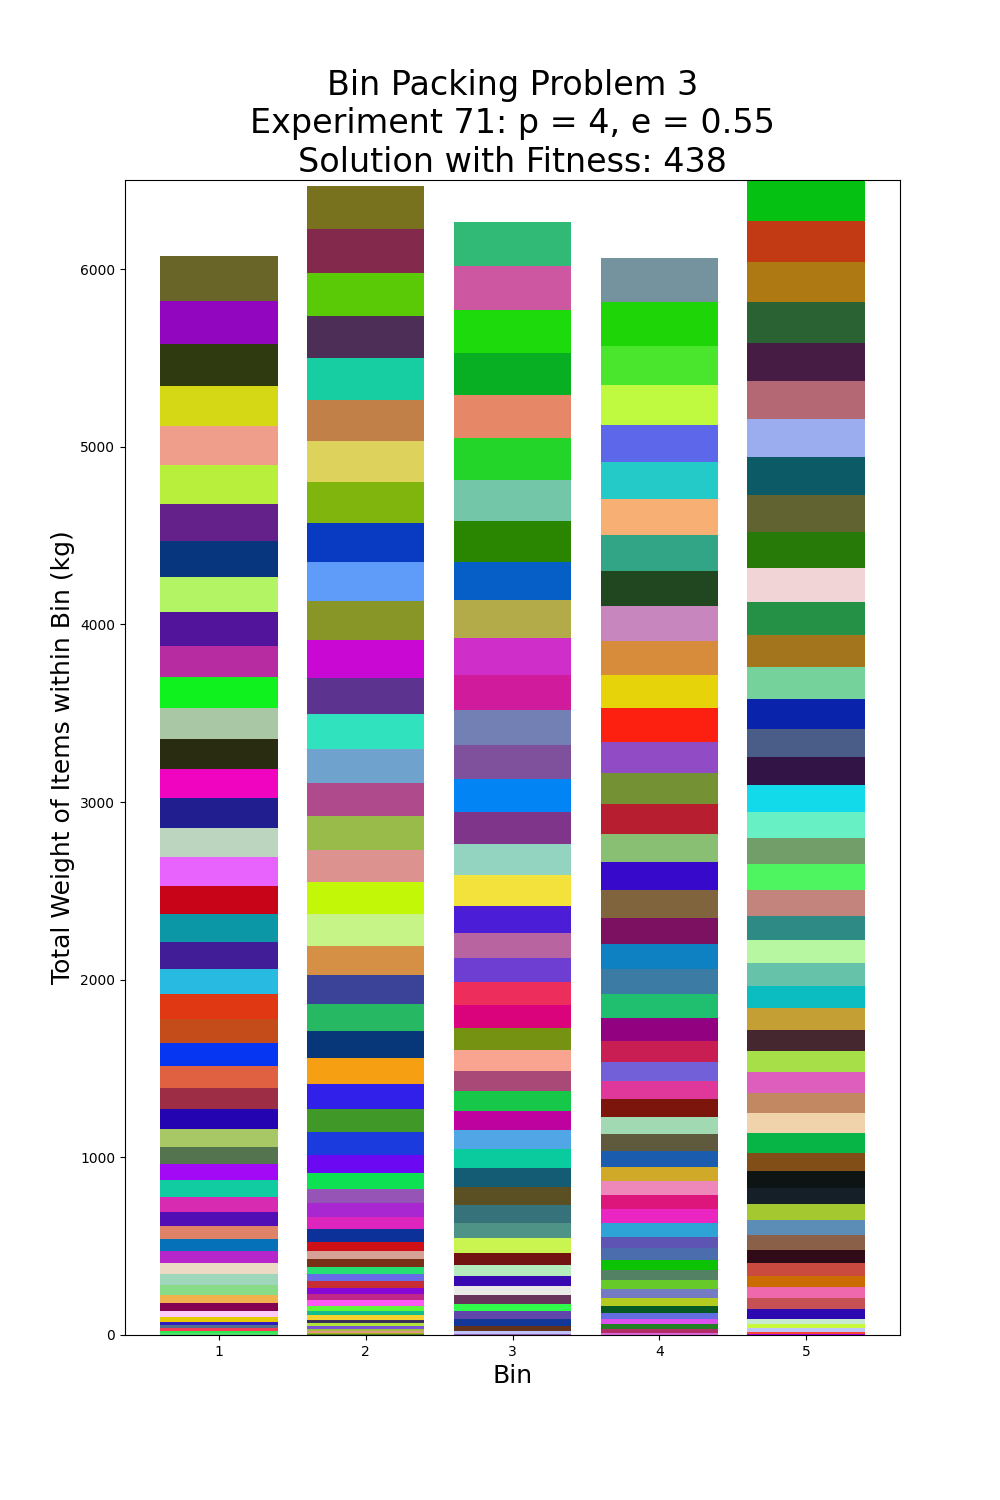 Bin Packing Problem 3
Experiment 71: p = 4, e = 0.55
Solution with Fitness: 438
Total Weight of Items within Bin (kg)
6000
5000
4000
3000
2000
1000
0
1 2 3 4 5
Bin